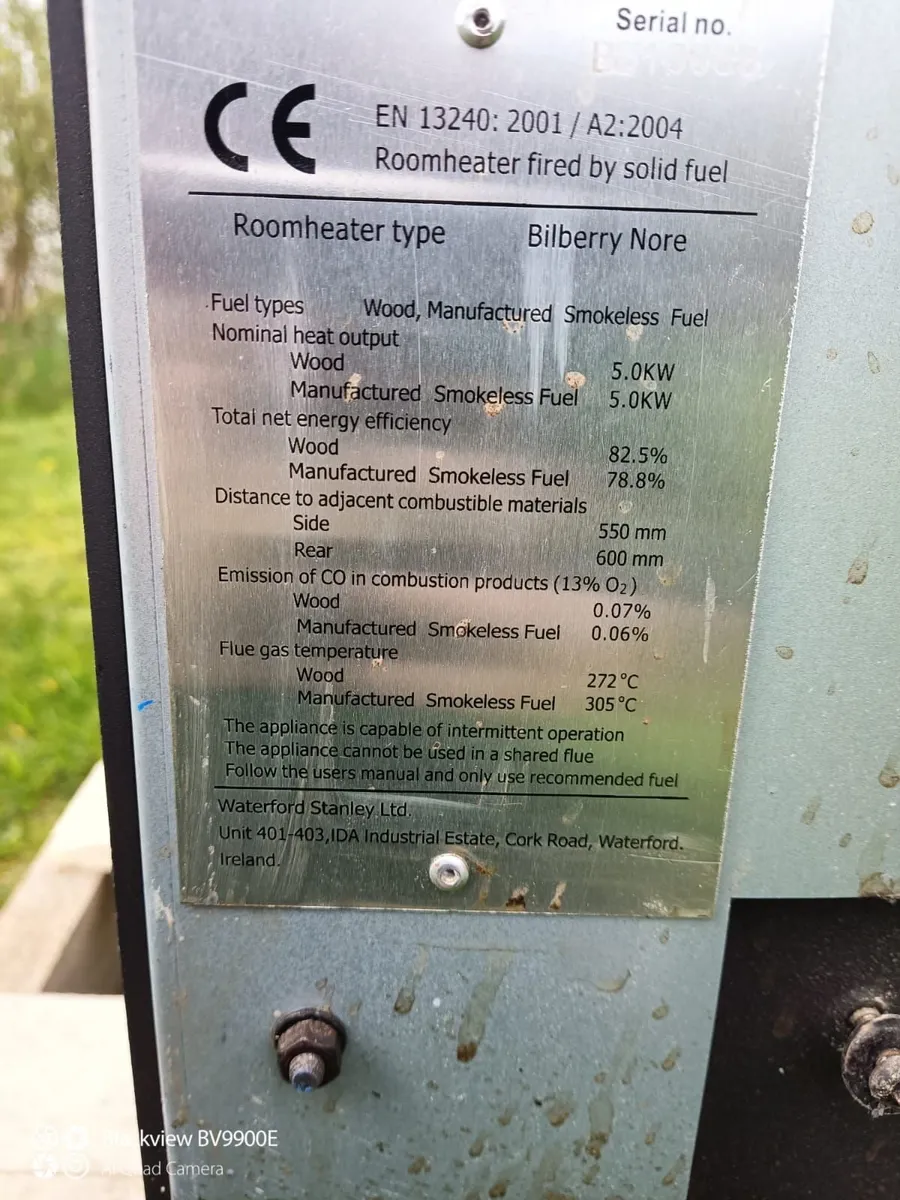 Serial no.
CE
EN 13240: 2001 / A2:2004
Roomheater fired by solid fuel
Roomheater type Bilberry Nore
Fuel types Wood, Manufactured Smokeless Fuel
Nominal heat output
Wood 5.0KW
Manufactured Smokeless Fuel 5.0KW
Total net energy efficiency
Wood 82.5%
Manufactured Smokeless Fuel 78.8%
Distance to adjacent combustible materials
Side 550 mm
Rear 600 mm
Emission of CO in combustion products (13% O₂)
Wood 0.07%
Manufactured Smokeless Fuel 0.06%
Flue gas temperature
Wood 272°C
Manufactured Smokeless Fuel 305°C
The appliance is capable of intermittent operation
The appliance cannot be used in a shared flue
Follow the users manual and only use recommended fuel
Waterford Stanley Ltd.
Unit 401-403,IDA Industrial Estate, Cork Road, Waterford.
Ireland.
BV9900E
Camera